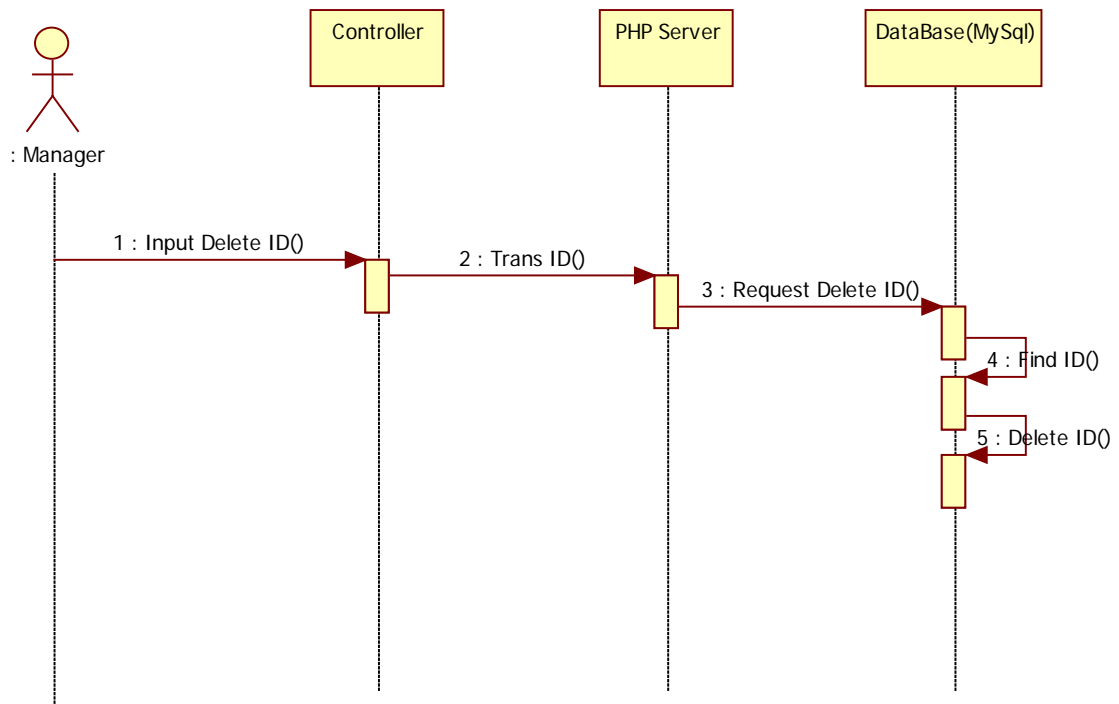 Controller
PHP Server
DataBase(MySql)
: Manager
1 : Input Delete ID()
2 : Trans ID()
3 : Request Delete ID()
4 : Find ID()
5 : Delete ID()